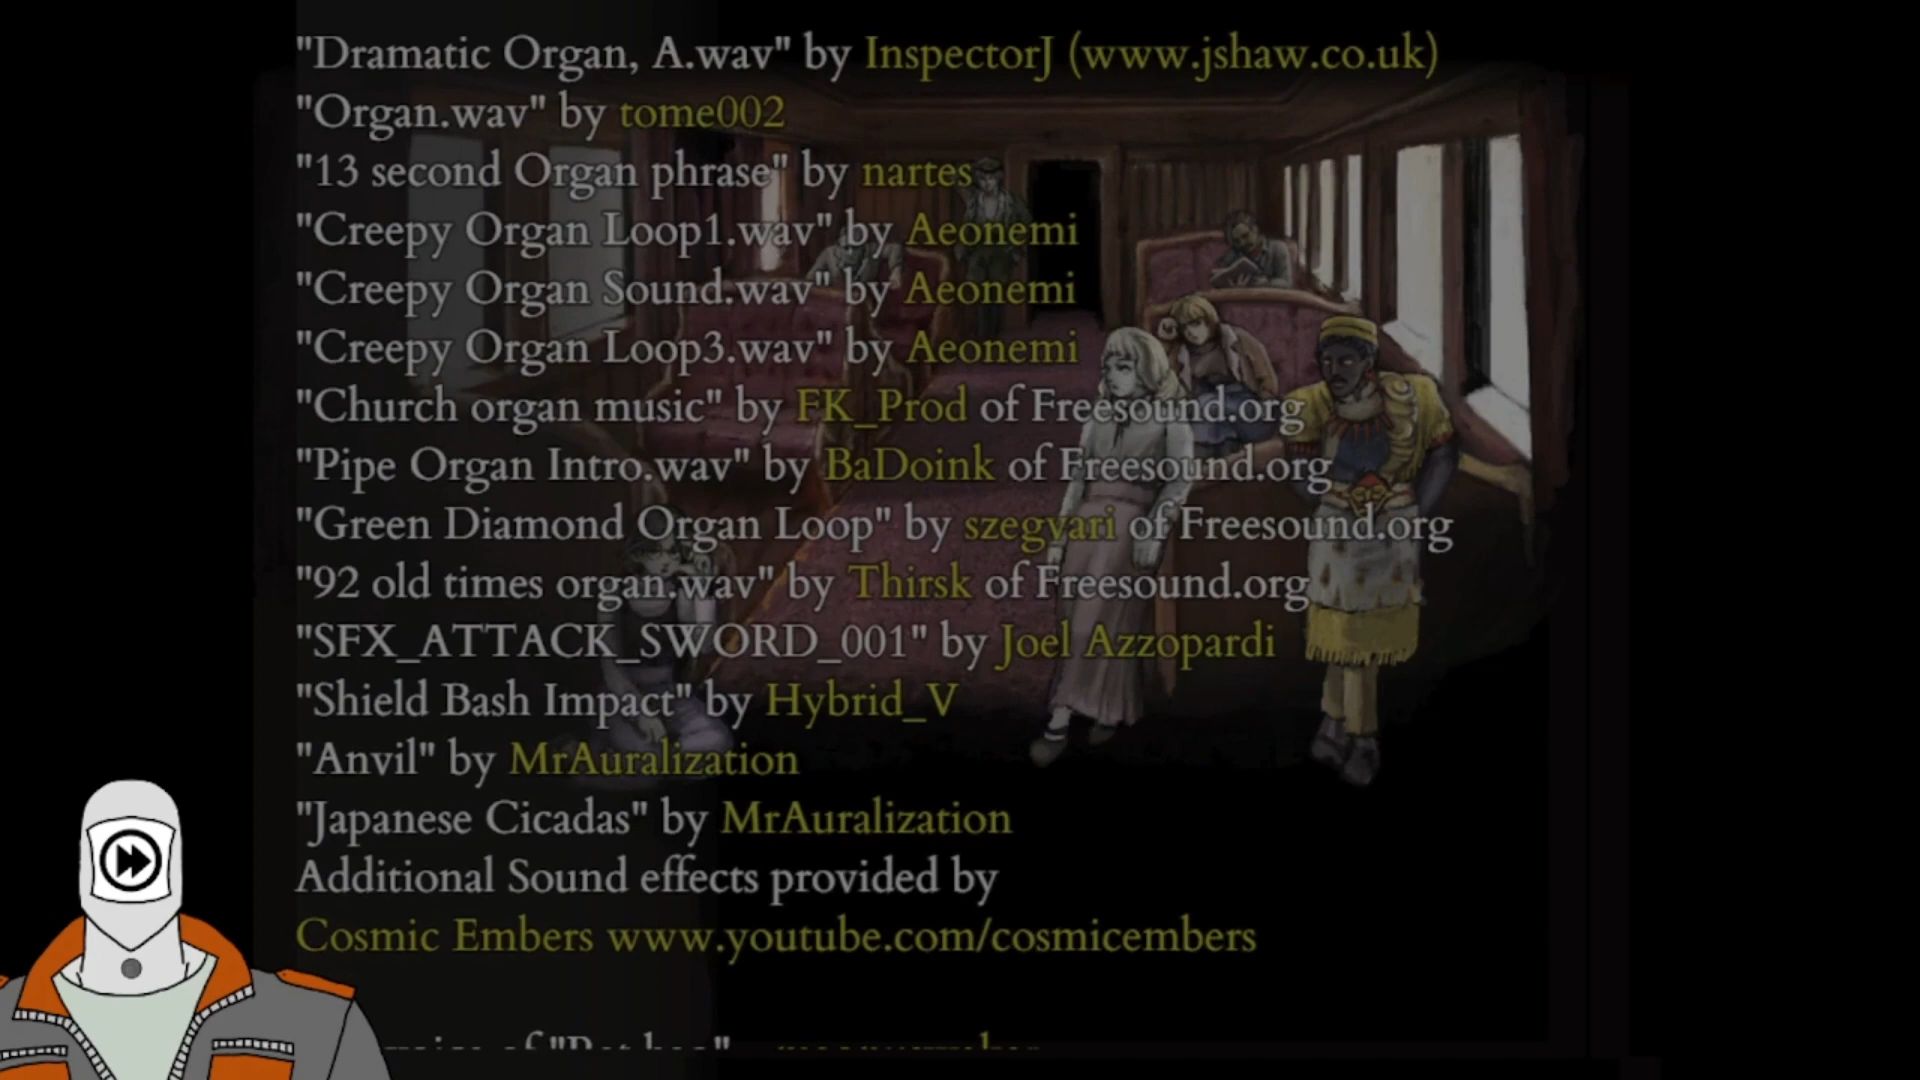 "Dramatic Organ, A.wav" by InspectorJ (www.jshaw.co.uk)
"Organ.wav" by tome002
"13 second Organ phrase" by nartes
"Creepy Organ Loop1.wav" by Aeonemi
"Creepy Organ Sound.wav" by Aeonemi
"Creepy Organ Loop3.wav" by Aeonemi
"Church organ music" by FK_Prod of Freesound.org
"Pipe Organ Intro.wav" by BaDoink of Freesound.org
"Green Diamond Organ Loop" by szegvari of Freesound.org
"92 old times organ.wav" by Thirsk of Freesound.org
"SFX_ATTACK_SWORD_001" by Joel Azzopardi
"Shield Bash Impact" by Hybrid_V
"Anvil" by MrAuralization
"Japanese Cicadas" by MrAuralization
Additional Sound effects provided by
Cosmic Embers www.youtube.com/cosmicembers